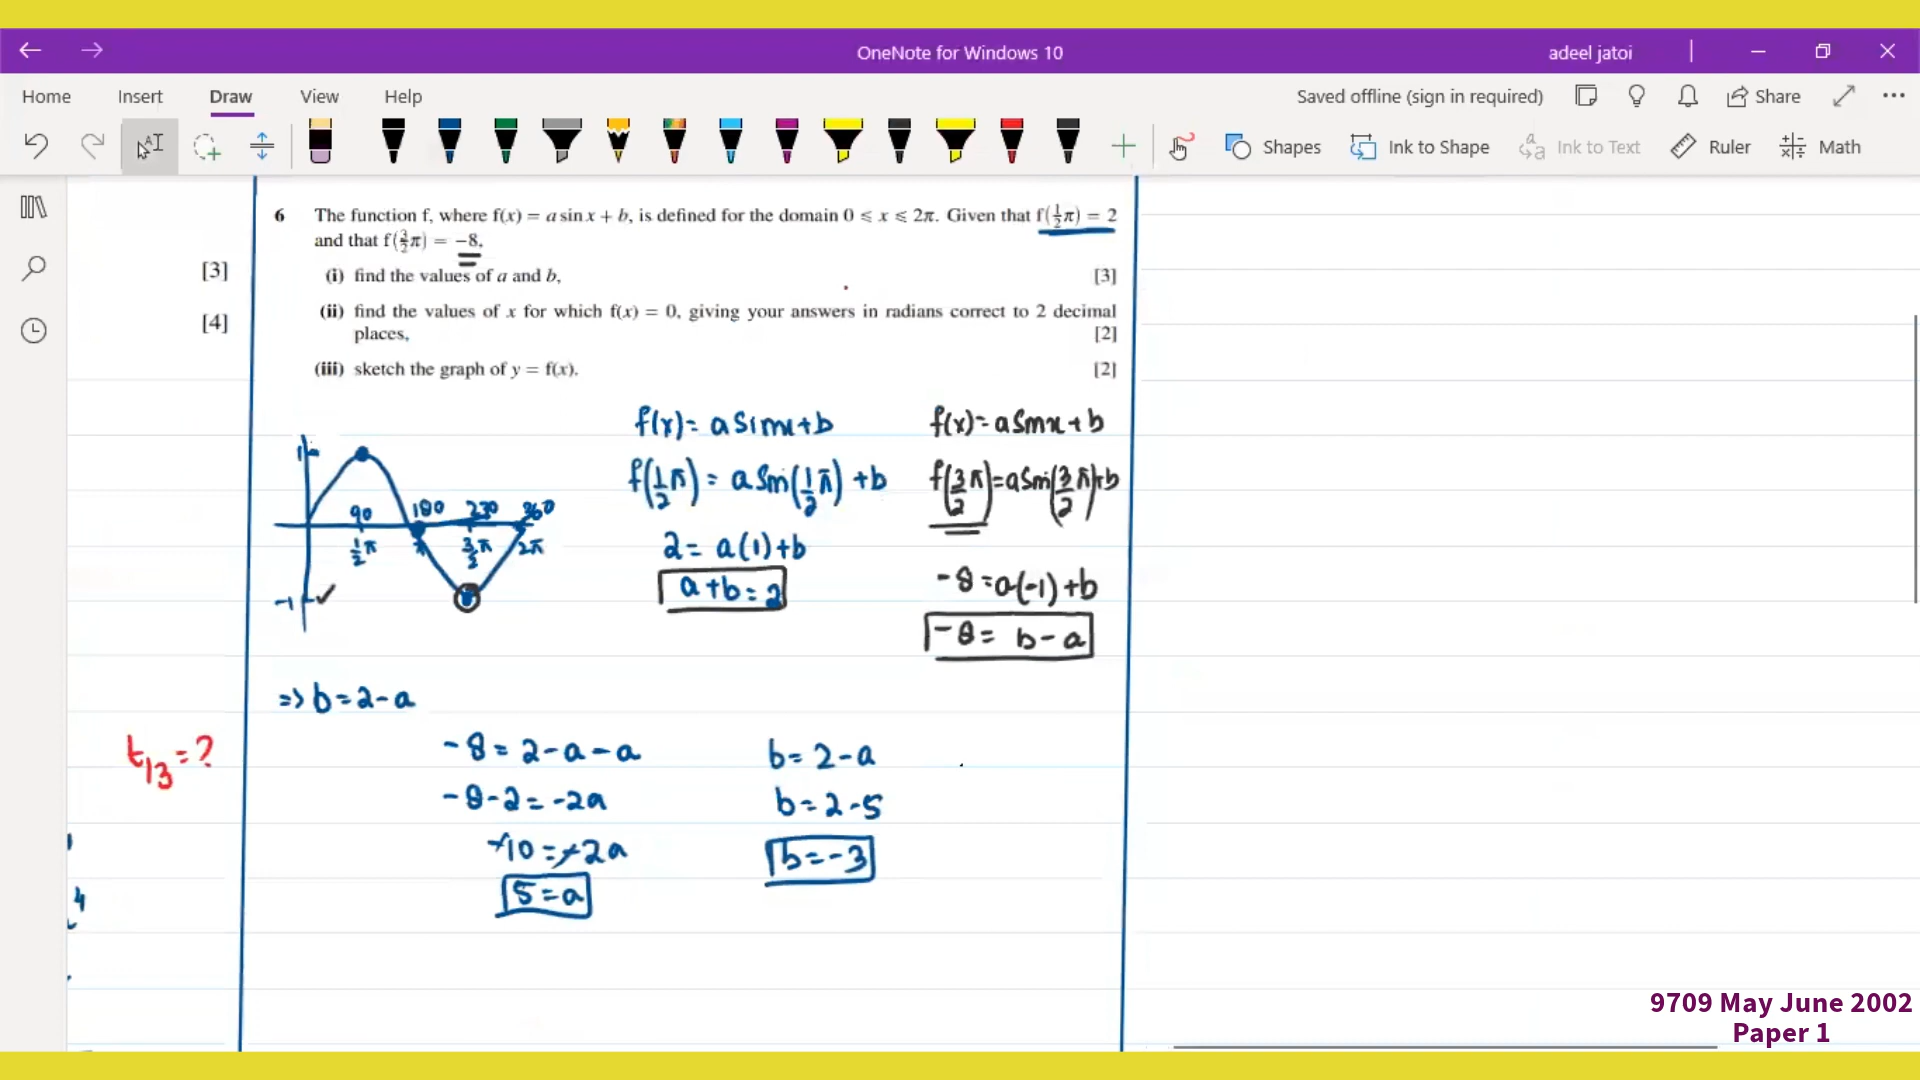 OneNote for Windows 10
adeel jatoi
Home Insert Draw View Help
Saved offline (sign in required)
Share
Shapes
Ink to Shape
Ink to Text
Ruler
Math
[3]
[4]
6 The function f, where f(x) = a sin x + b, is defined for the domain 0 ⩽ x ⩽ 2π. Given that f(½π) = 2
and that f(3/2π) = −8,
(i) find the values of a and b, [3]
(ii) find the values of x for which f(x) = 0, giving your answers in radians correct to 2 decimal
places, [2]
(iii) sketch the graph of y = f(x). [2]
1
90 180 230 360
½π π 3/2π 2π
-1 ✓
f(x) = a sin x + b
f(½π) = a sin(½π) + b
2 = a(1) + b
a + b = 2
f(x) = a sin x + b
f(3/2π) = a sin(3/2π) + b
-8 = a(-1) + b
-8 = b - a
=> b = 2 - a
t13 = ?
-8 = 2 - a - a
-8 - 2 = -2a
-10 = -2a
5 = a
b = 2 - a
b = 2 - 5
b = -3
4
9709 May June 2002
Paper 1